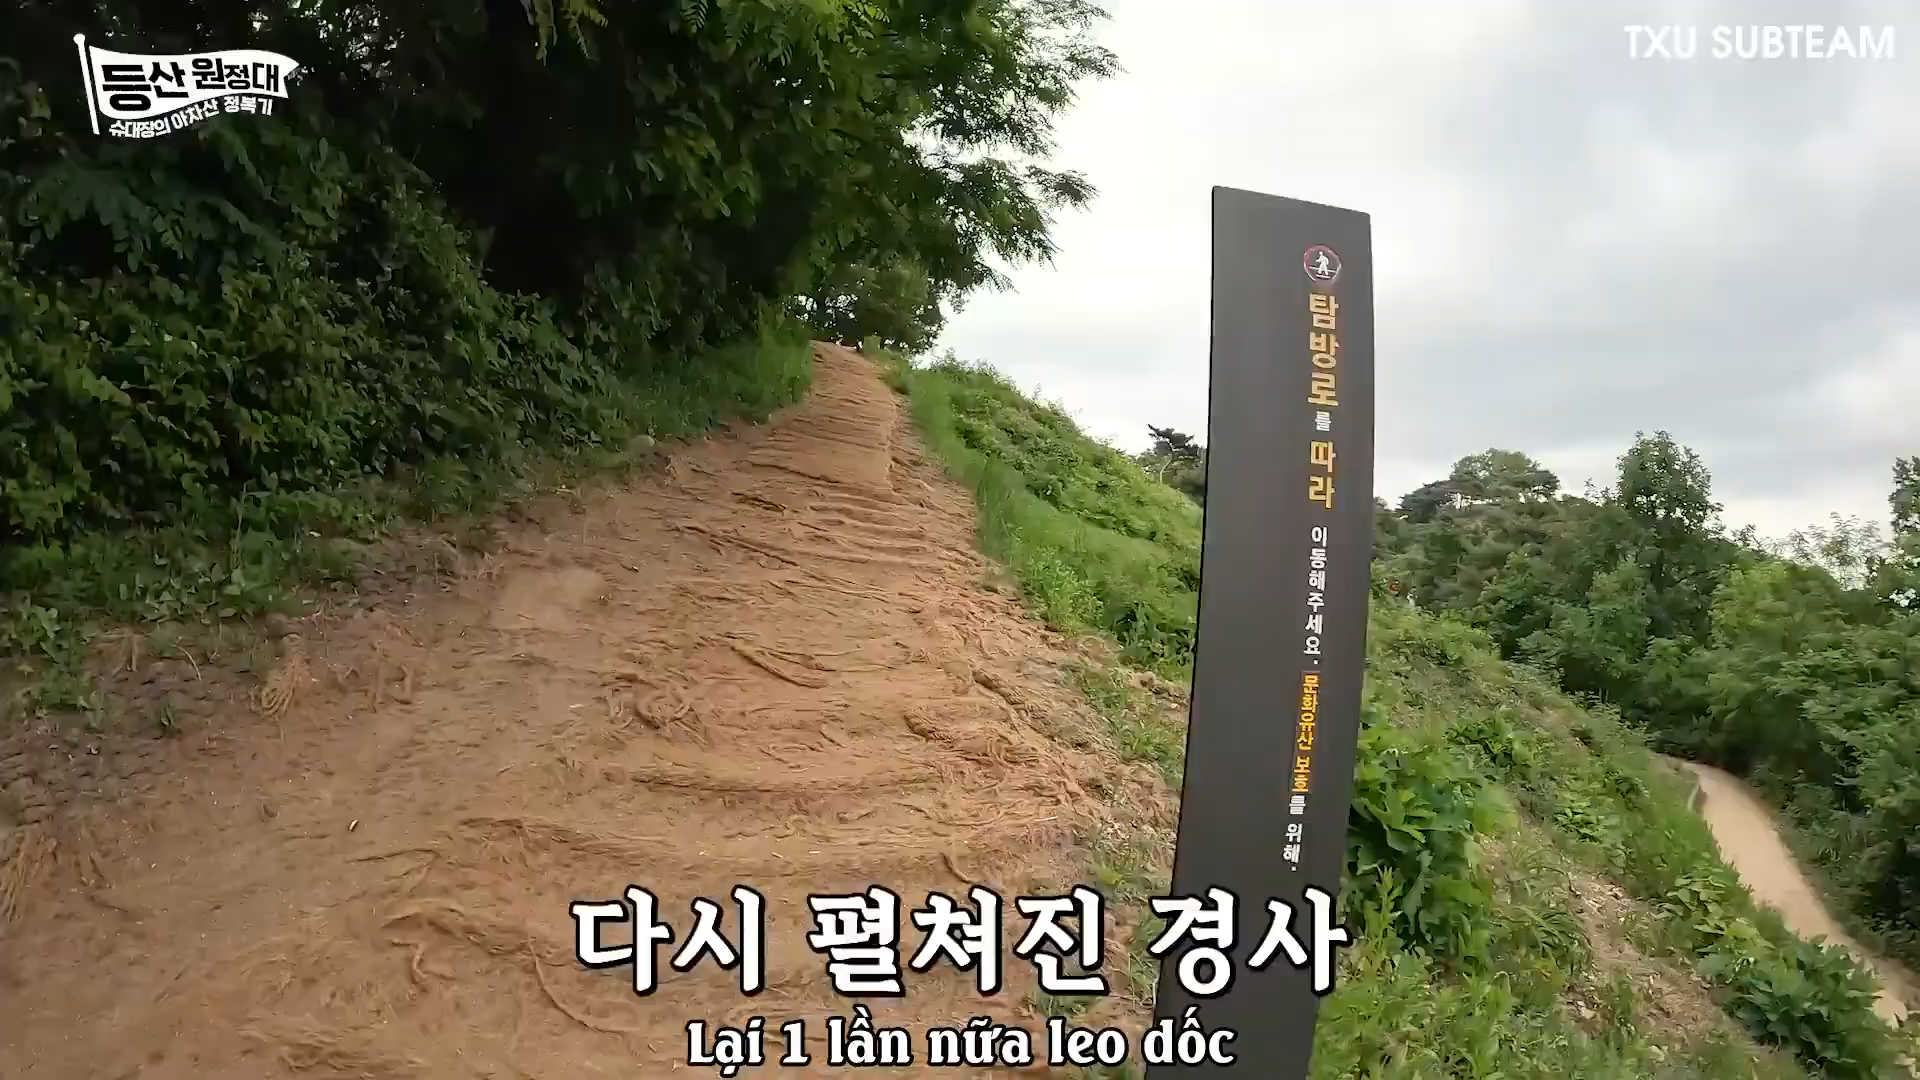 등산 원정대
슈대장의 아차산 정복기
TXU SUBTEAM
탐방로를 따라 이동해주세요. 문화유산 보호를 위해.
다시 펼쳐진 경사
Lại 1 lần nữa leo dốc